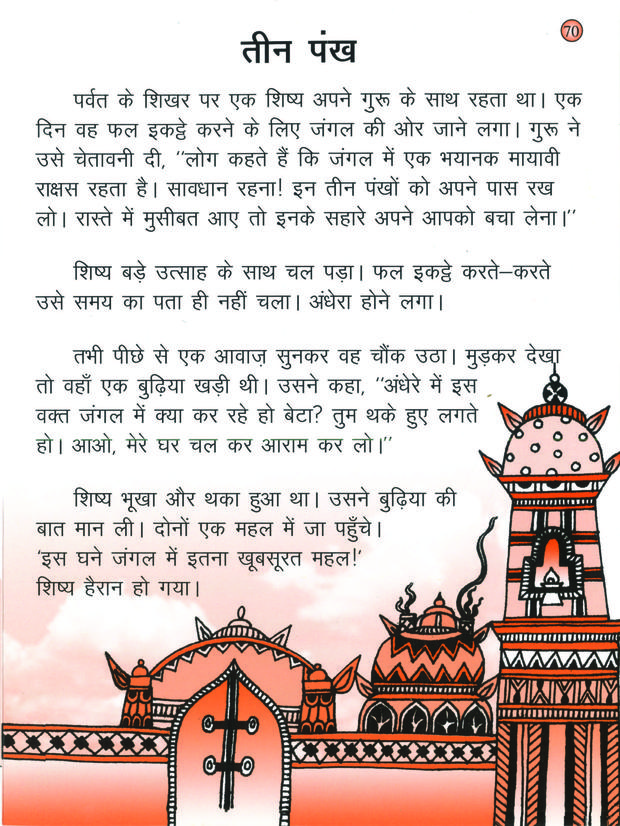 70
तीन पंख
पर्वत के शिखर पर एक शिष्य अपने गुरू के साथ रहता था। एक
दिन वह फल इकट्ठे करने के लिए जंगल की ओर जाने लगा। गुरू ने
उसे चेतावनी दी, ''लोग कहते हैं कि जंगल में एक भयानक मायावी
राक्षस रहता है। सावधान रहना! इन तीन पंखों को अपने पास रख
लो। रास्ते में मुसीबत आए तो इनके सहारे अपने आपको बचा लेना।''
शिष्य बड़े उत्साह के साथ चल पड़ा। फल इकट्ठे करते–करते
उसे समय का पता ही नहीं चला। अंधेरा होने लगा।
तभी पीछे से एक आवाज़ सुनकर वह चौंक उठा। मुड़कर देखा
तो वहाँ एक बुढ़िया खड़ी थी। उसने कहा, ''अंधेरे में इस
वक्त जंगल में क्या कर रहे हो बेटा? तुम थके हुए लगते
हो। आओ, मेरे घर चल कर आराम कर लो।''
शिष्य भूखा और थका हुआ था। उसने बुढ़िया की
बात मान ली। दोनों एक महल में जा पहुँचे।
'इस घने जंगल में इतना खूबसूरत महल!'
शिष्य हैरान हो गया।